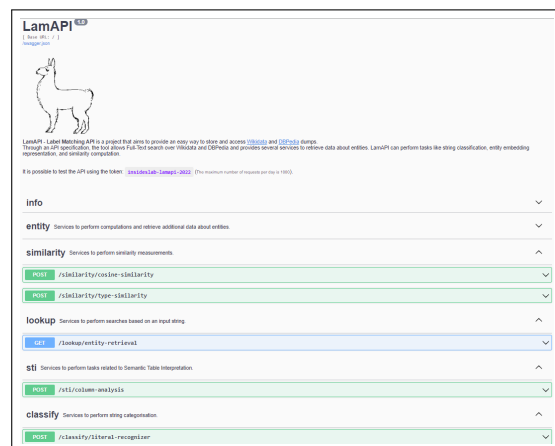 LamAPI 1.0
[ Base URL: / ]
/swagger.json
LamAPI - Label Matching API is a project that aims to provide an easy way to store and access Wikidata and DBPedia dumps.
Through an API specification, the tool allows Full-Text search over Wikidata and DBPedia and provides several services to retrieve data about entities. LamAPI can perform tasks like string classification, entity embedding
representation, and similarity computation.
It is possible to test the API using the token: insideslab-lamapi-2022 (The maximum number of requests per day is 1000).
info
entity Services to perform computations and retrieve additional data about entities.
similarity Services to perform similarity measurements.
POST /similarity/cosine-similarity
POST /similarity/type-similarity
lookup Services to perform searches based on an input string.
GET /lookup/entity-retrieval
sti Services to perform tasks related to Semantic Table Interpretation.
POST /sti/column-analysis
classify Services to perform string categorisation.
POST /classify/literal-recognizer